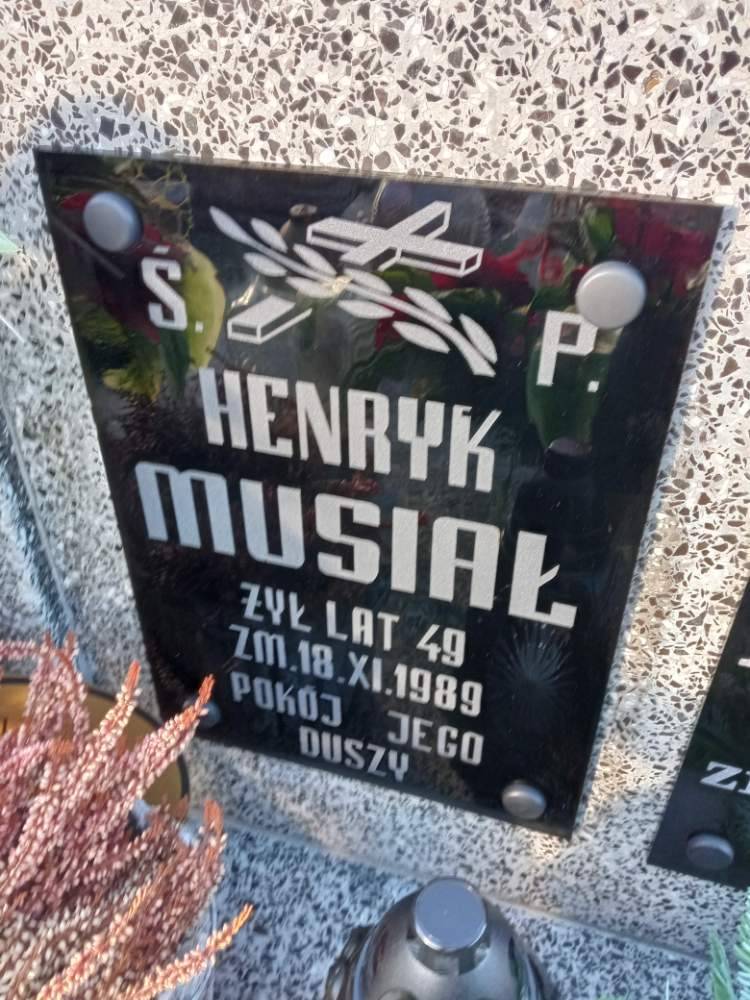 Ś. P.
HENRYK
MUSIAŁ
ŻYŁ LAT 49
ZM.18.XI.1989
POKÓJ JEGO
DUSZY